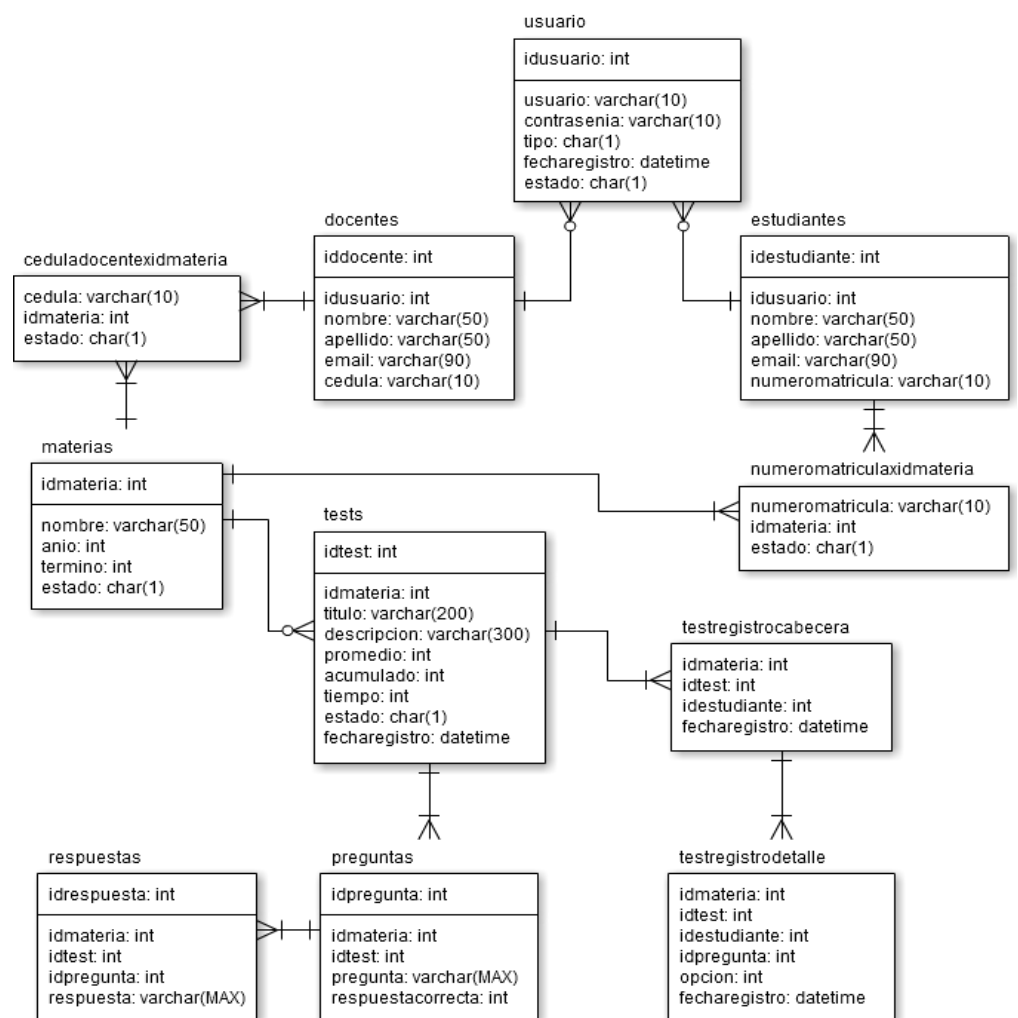 usuario
idusuario: int
usuario: varchar(10)
contrasenia: varchar(10)
tipo: char(1)
fecharegistro: datetime
estado: char(1)
docentes
iddocente: int
idusuario: int
nombre: varchar(50)
apellido: varchar(50)
email: varchar(90)
cedula: varchar(10)
estudiantes
idestudiante: int
idusuario: int
nombre: varchar(50)
apellido: varchar(50)
email: varchar(90)
numeromatricula: varchar(10)
ceduladocentexidmateria
cedula: varchar(10)
idmateria: int
estado: char(1)
materias
idmateria: int
nombre: varchar(50)
anio: int
termino: int
estado: char(1)
numeromatriculaxidmateria
numeromatricula: varchar(10)
idmateria: int
estado: char(1)
tests
idtest: int
idmateria: int
titulo: varchar(200)
descripcion: varchar(300)
promedio: int
acumulado: int
tiempo: int
estado: char(1)
fecharegistro: datetime
testregistrocabecera
idmateria: int
idtest: int
idestudiante: int
fecharegistro: datetime
respuestas
idrespuesta: int
idmateria: int
idtest: int
idpregunta: int
respuesta: varchar(MAX)
preguntas
idpregunta: int
idmateria: int
idtest: int
pregunta: varchar(MAX)
respuestacorrecta: int
testregistrodetalle
idmateria: int
idtest: int
idestudiante: int
idpregunta: int
opcion: int
fecharegistro: datetime